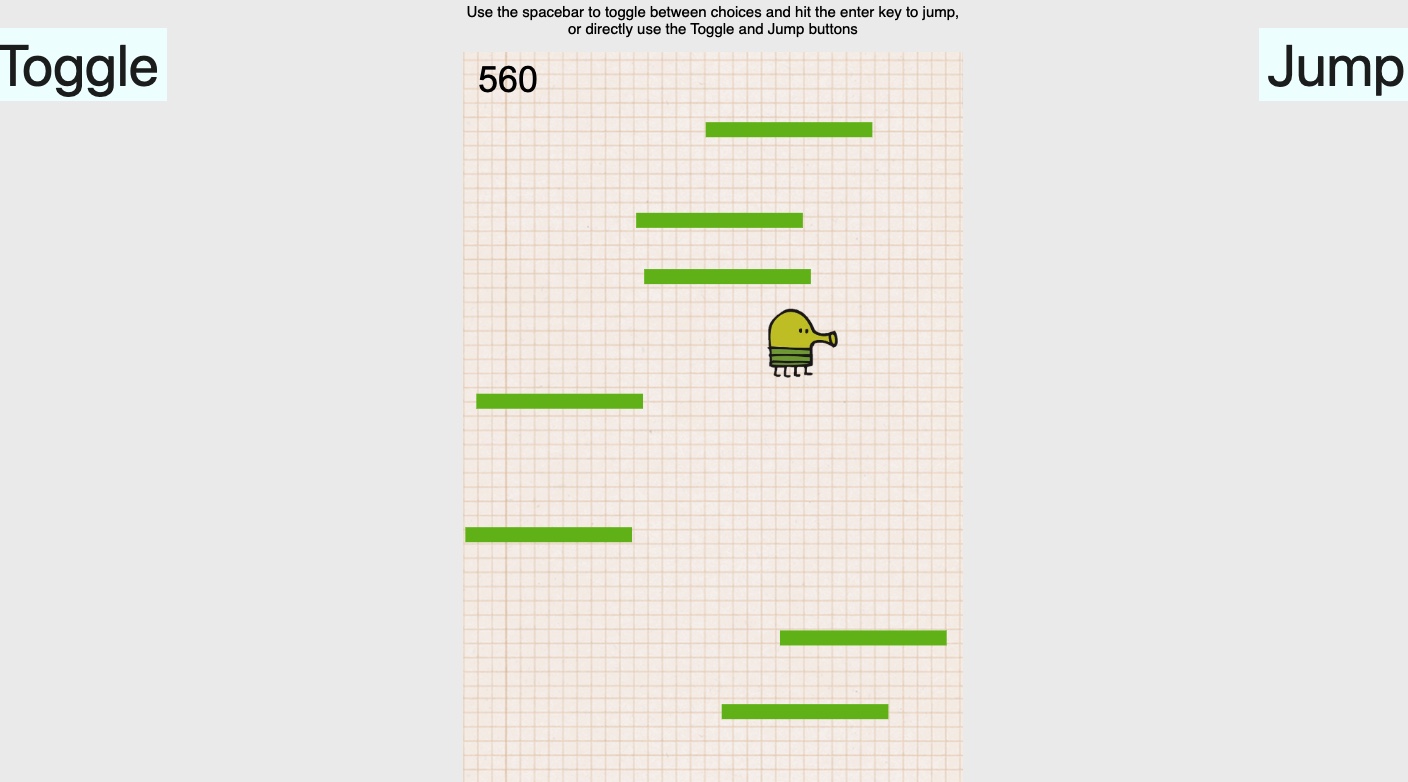 Use the spacebar to toggle between choices and hit the enter key to jump,
or directly use the Toggle and Jump buttons
Toggle
Jump
560